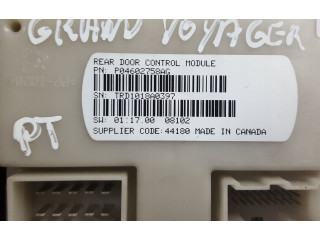 GRAND VOYAGER
REAR DOOR CONTROL MODULE
PN: P04602758AG
SN: TRD1018A0397
SW: 01.17.00 08102
SUPPLIER CODE: 44180 MADE IN CANADA
PT